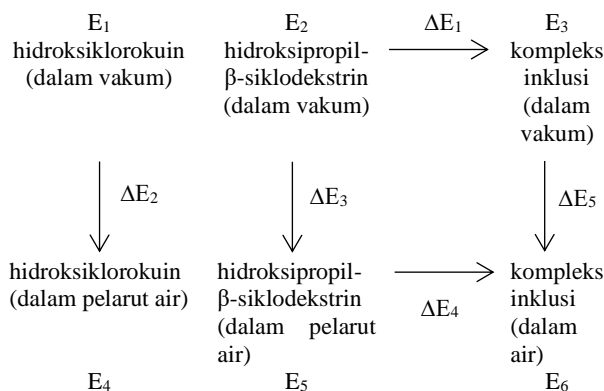 E₁ E₂ ΔE₁ E₃
hidroksiklorokuin
(dalam vakum)
hidroksipropil-
β-siklodekstrin
(dalam vakum)
kompleks
inklusi
(dalam
vakum)
ΔE₂ ΔE₃ ΔE₅
hidroksiklorokuin
(dalam pelarut air)
hidroksipropil-
β-siklodekstrin
(dalam pelarut
air)
ΔE₄
kompleks
inklusi
(dalam
air)
E₄ E₅ E₆